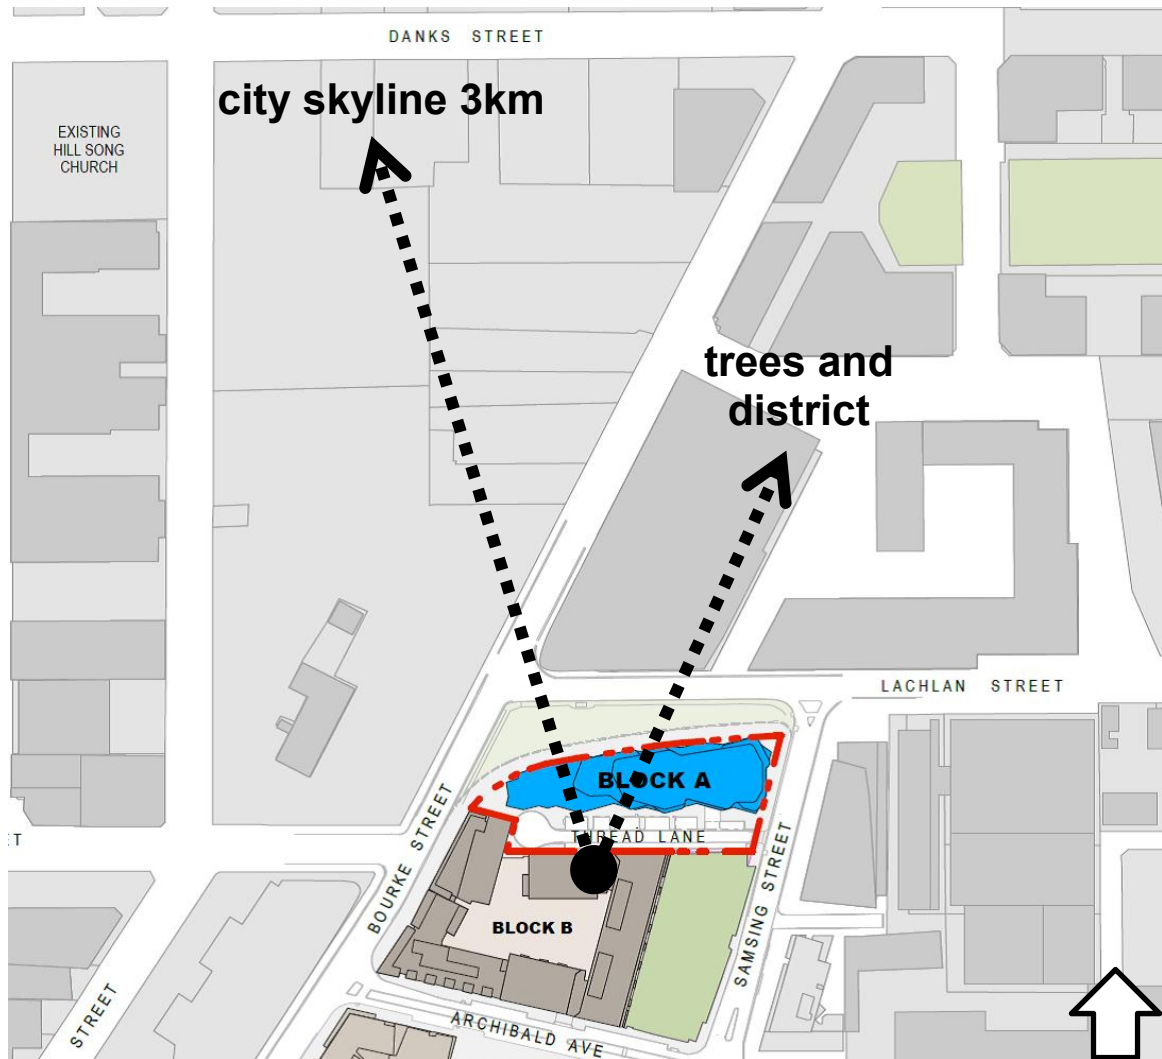 DANKS STREET
city skyline 3km
EXISTING
HILL SONG
CHURCH
trees and
district
LACHLAN STREET
BLOCK A
THREAD LANE
BOURKE STREET
SAMSING STREET
BLOCK B
ARCHIBALD AVE
STREET
ET